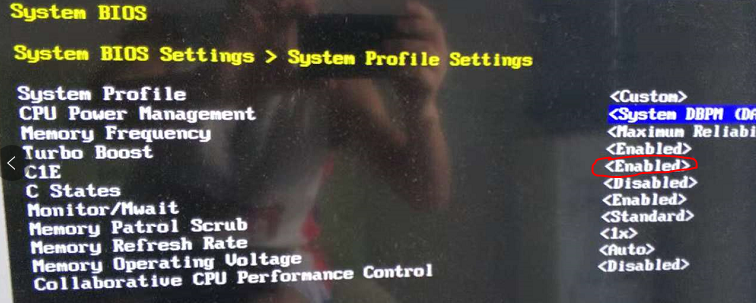 System BIOS
System BIOS Settings > System Profile Settings
System Profile <Custom>
CPU Power Management <System DBPM (DA
Memory Frequency <Maximum Reliabi
Turbo Boost <Enabled>
C1E <Enabled>
C States <Disabled>
Monitor/Mwait <Enabled>
Memory Patrol Scrub <Standard>
Memory Refresh Rate <1x>
Memory Operating Voltage <Auto>
Collaborative CPU Performance Control <Disabled>